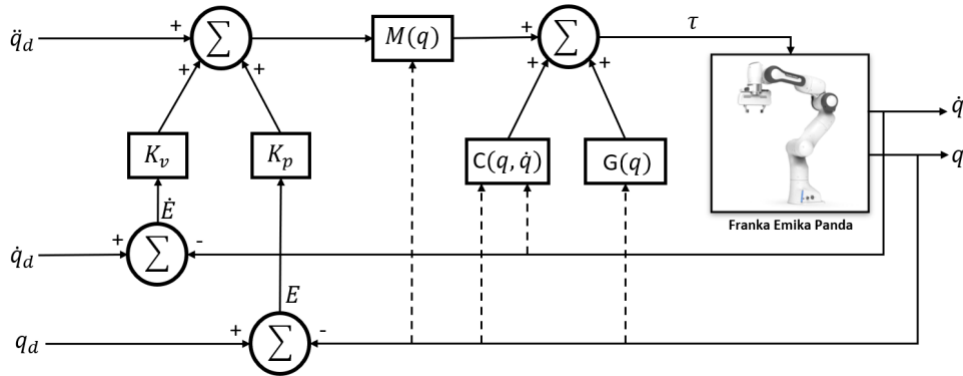 q̈_d + ∑ M(q) + ∑ τ
+ + + +
K_v K_p C(q, q̇) G(q) q̇
q
Ė Franka Emika Panda
q̇_d + ∑ -
E
q_d + ∑ -